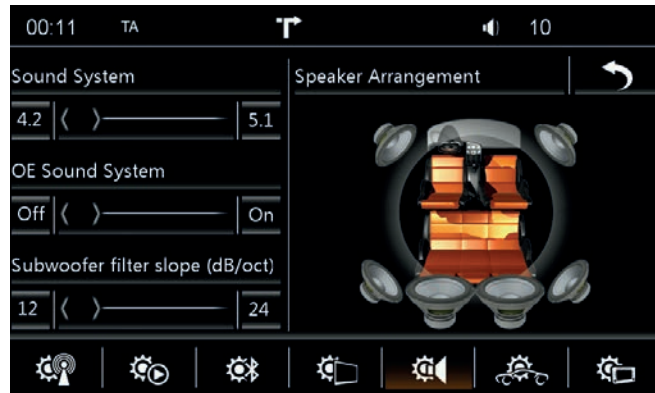 00:11 TA 10
Sound System
Speaker Arrangement
4.2 5.1
OE Sound System
Off On
Subwoofer filter slope (dB/oct)
12 24